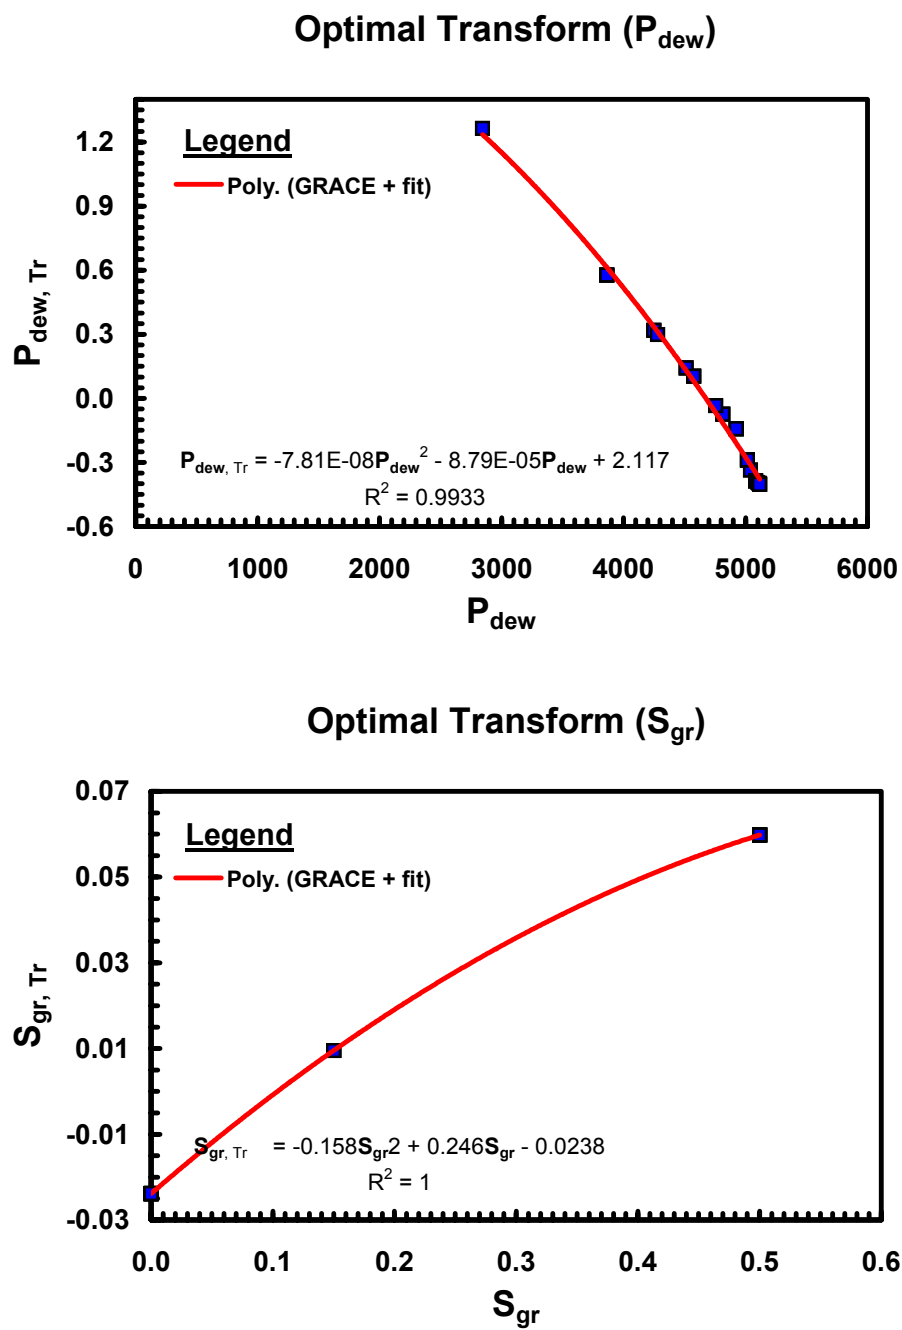 Optimal Transform (Pdew)
1.2
0.9
0.6
0.3
0.0
-0.3
-0.6
Pdew, Tr
Legend
Poly. (GRACE + fit)
Pdew, Tr = -7.81E-08Pdew2 - 8.79E-05Pdew + 2.117
R2 = 0.9933
0 1000 2000 3000 4000 5000 6000
Pdew
Optimal Transform (Sgr)
0.07
0.05
0.03
0.01
-0.01
-0.03
Sgr, Tr
Legend
Poly. (GRACE + fit)
Sgr, Tr = -0.158Sgr2 + 0.246Sgr - 0.0238
R2 = 1
0.0 0.1 0.2 0.3 0.4 0.5 0.6
Sgr